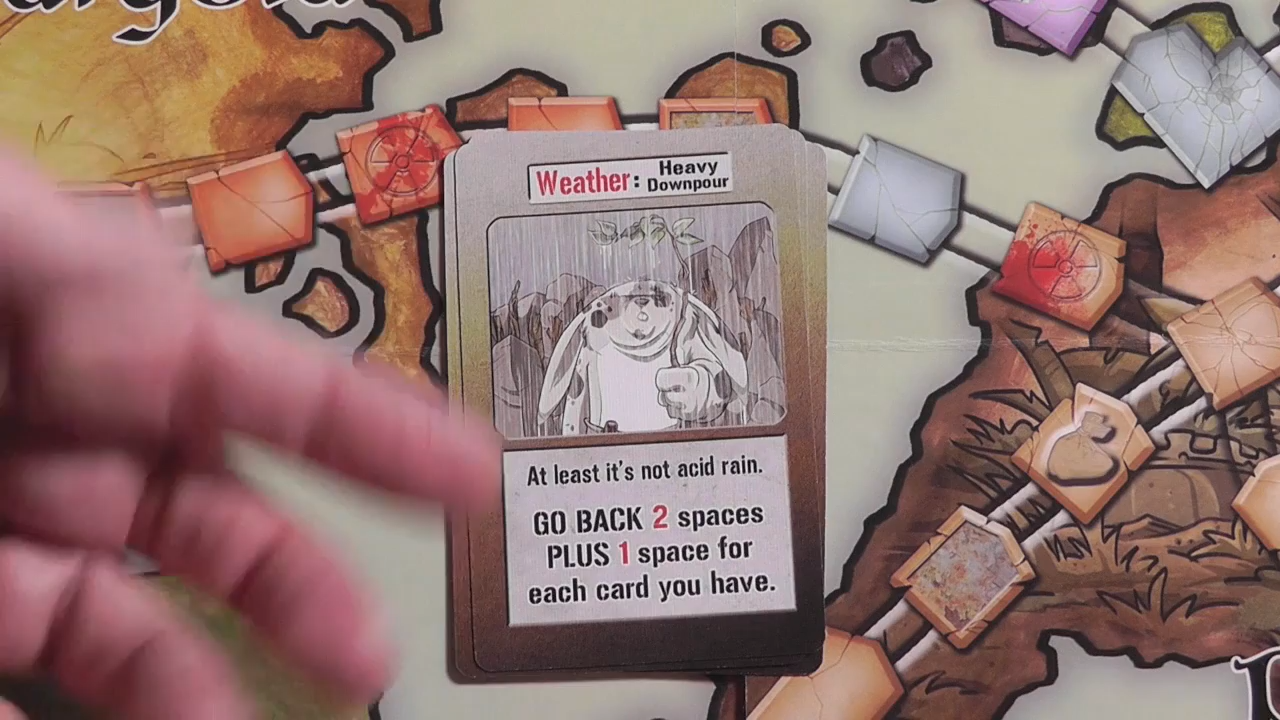 Weather: Heavy
Downpour
At least it's not acid rain.
GO BACK 2 spaces
PLUS 1 space for
each card you have.